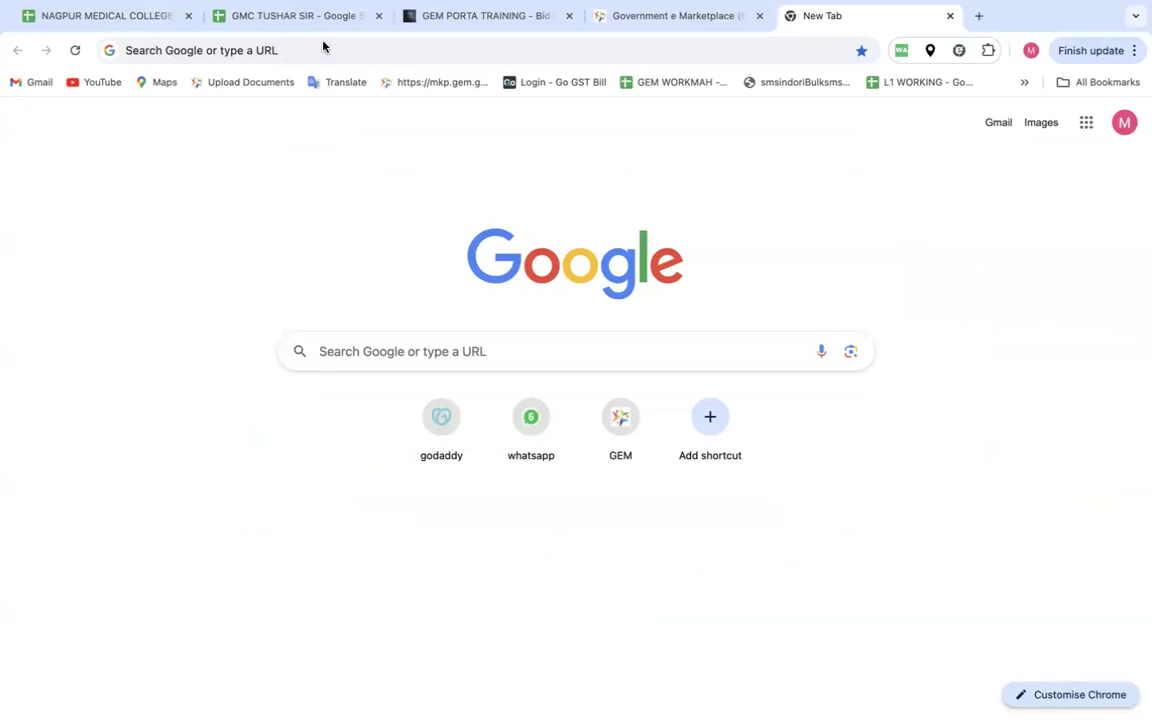 NAGPUR MEDICAL COLLEGE
GMC TUSHAR SIR - Google S
GEM PORTA TRAINING - Bid
Government e Marketplace (
New Tab
Search Google or type a URL
WA
M
Finish update
Gmail
YouTube
Maps
Upload Documents
Translate
https://mkp.gem.g...
Login - Go GST Bill
GEM WORKMAH -...
smsindoriBulksms...
L1 WORKING - Go...
All Bookmarks
Gmail
Images
M
Google
Search Google or type a URL
godaddy
whatsapp
GEM
Add shortcut
Customise Chrome